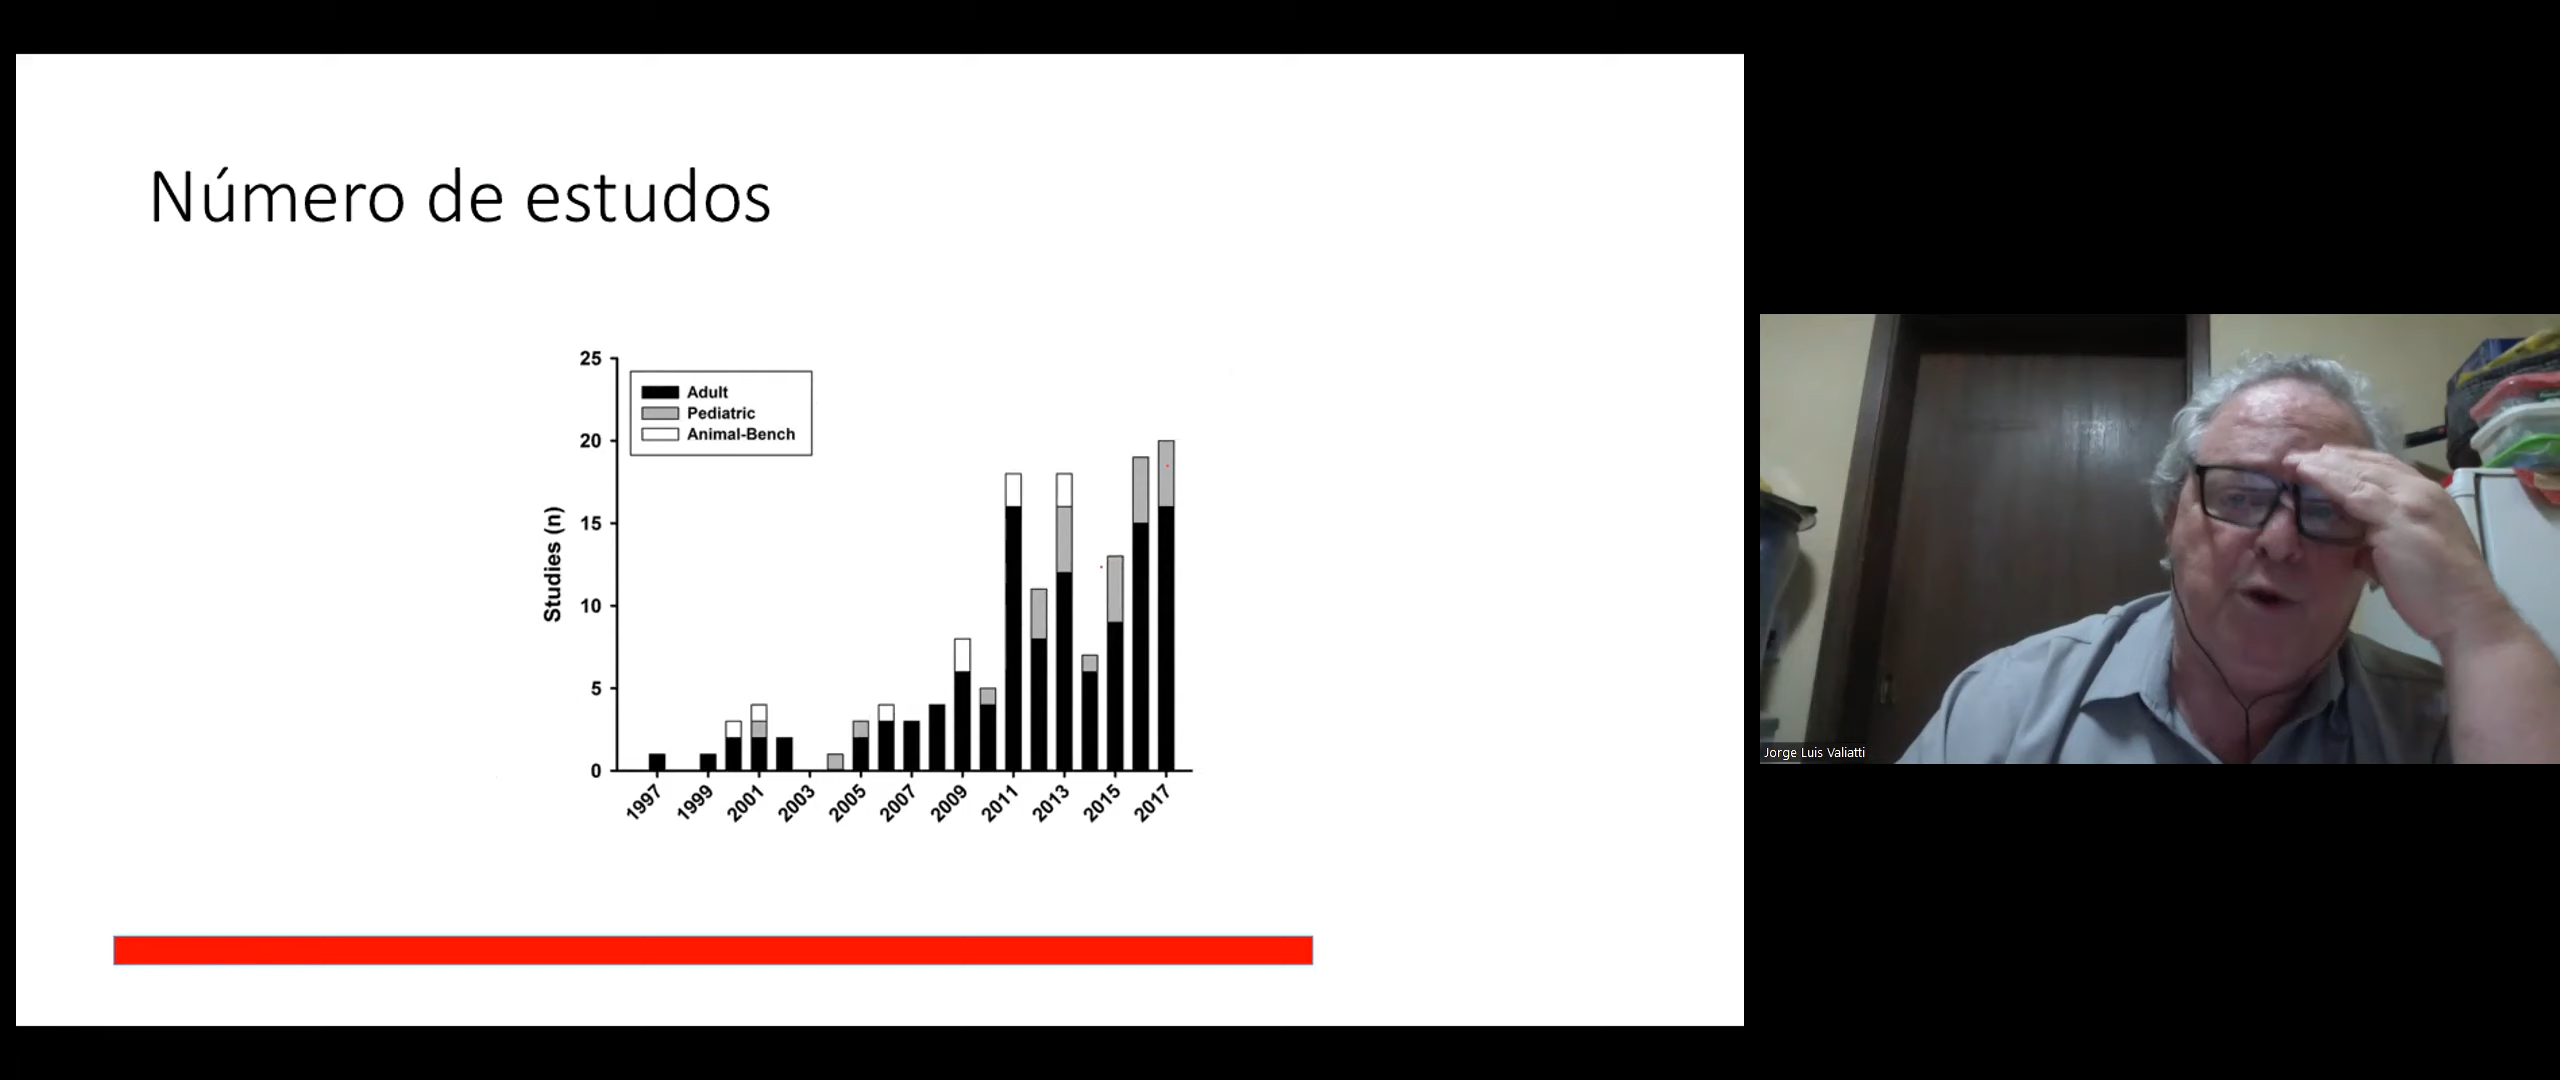 Número de estudos
25
20
15
10
5
0
Studies (n)
Adult
Pediatric
Animal-Bench
1997
1999
2001
2003
2005
2007
2009
2011
2013
2015
2017
Jorge Luis Valiatti